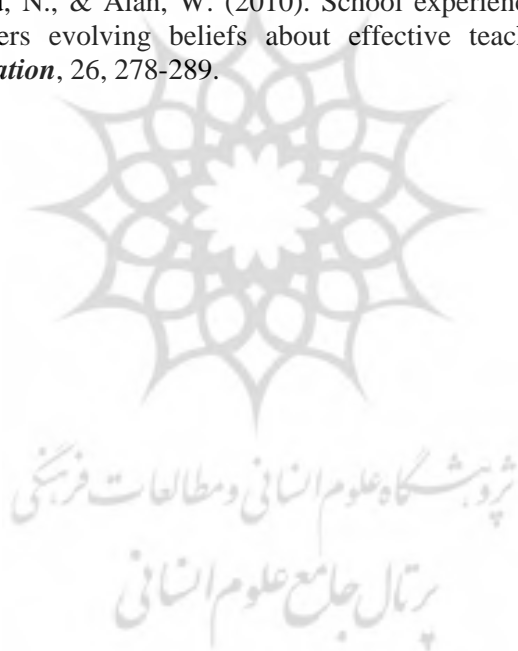 , N., & Alan, W. (2010). School experienc
ers evolving beliefs about effective teach
ation, 26, 278-289.
پژوهشگاه علوم انسانی و مطالعات فرهنگی
پرتال جامع علوم انسانی